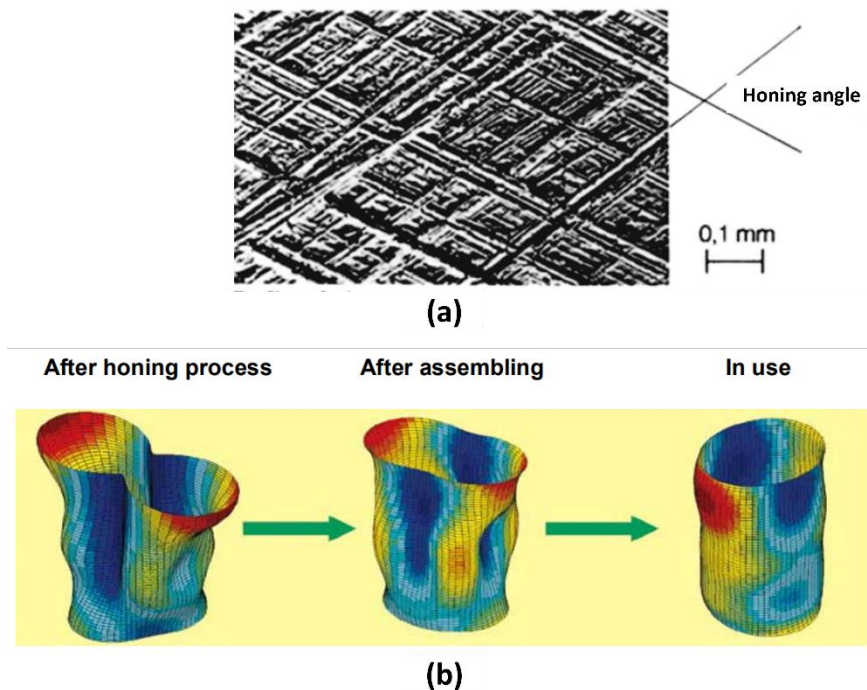 Honing angle
0,1 mm
(a)
After honing process After assembling In use
(b)